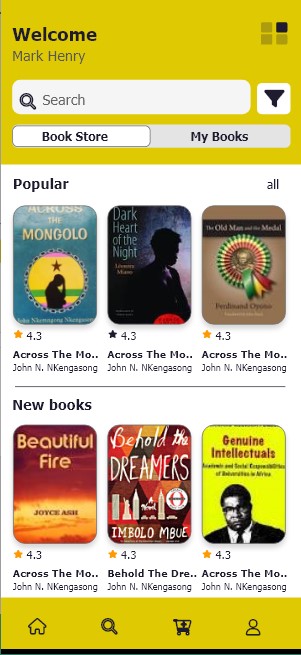 Welcome
Mark Henry
Search
Book Store
My Books
Popular
all
ACROSS THE
MONGOLO
John Nkemngong Nkengasong
Dark
Heart
of the
Night
Léonora
Miano
The Old Man and the Medal
Ferdinand Oyono
4.3
4.3
4.3
Across The Mo..
Across The Mo..
Across The Mo..
John N. NKengasong
John N. NKengasong
John N. NKengasong
New books
Beautiful
Fire
JOYCE ASH
Behold the
DREAMERS
IMBOLO MBUE
Genuine
Intellectuals
Academic and Social Responsibilities
of Universities in Africa
4.3
4.3
4.3
Across The Mo..
Behold The Dre..
Across The Mo..
John N. NKengasong
John N. NKengasong
John N. NKengasong